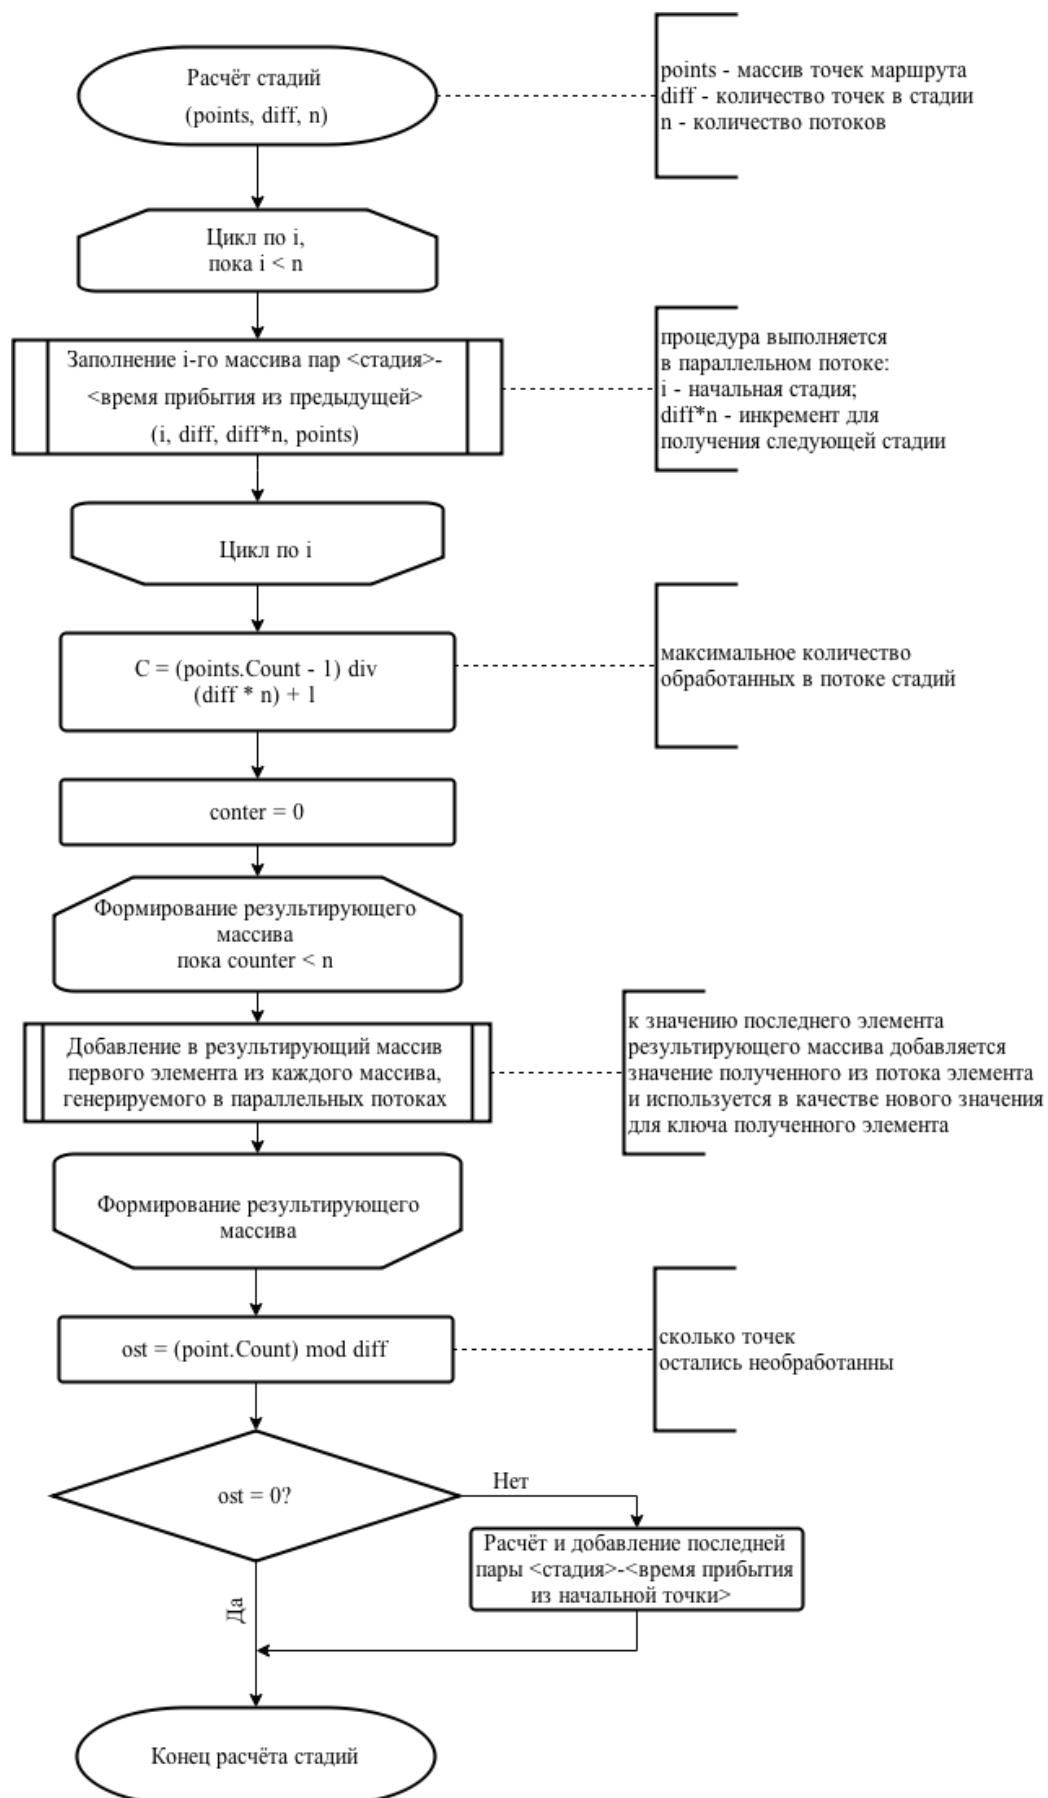 Расчёт стадий
(points, diff, n)
points - массив точек маршрута
diff - количество точек в стадии
n - количество потоков
Цикл по i,
пока i < n
Заполнение i-го массива пар <стадия>-
<время прибытия из предыдущей>
(i, diff, diff*n, points)
процедура выполняется
в параллельном потоке:
i - начальная стадия;
diff*n - инкремент для
получения следующей стадии
Цикл по i
C = (points.Count - 1) div
(diff * n) + 1
максимальное количество
обработанных в потоке стадий
conter = 0
Формирование результирующего
массива
пока counter < n
Добавление в результирующий массив
первого элемента из каждого массива,
генерируемого в параллельных потоках
к значению последнего элемента
результирующего массива добавляется
значение полученного из потока элемента
и используется в качестве нового значения
для ключа полученного элемента
Формирование результирующего
массива
ost = (point.Count) mod diff
сколько точек
остались необработанны
ost = 0?
Нет
Расчёт и добавление последней
пары <стадия>-<время прибытия
из начальной точки>
Да
Конец расчёта стадий